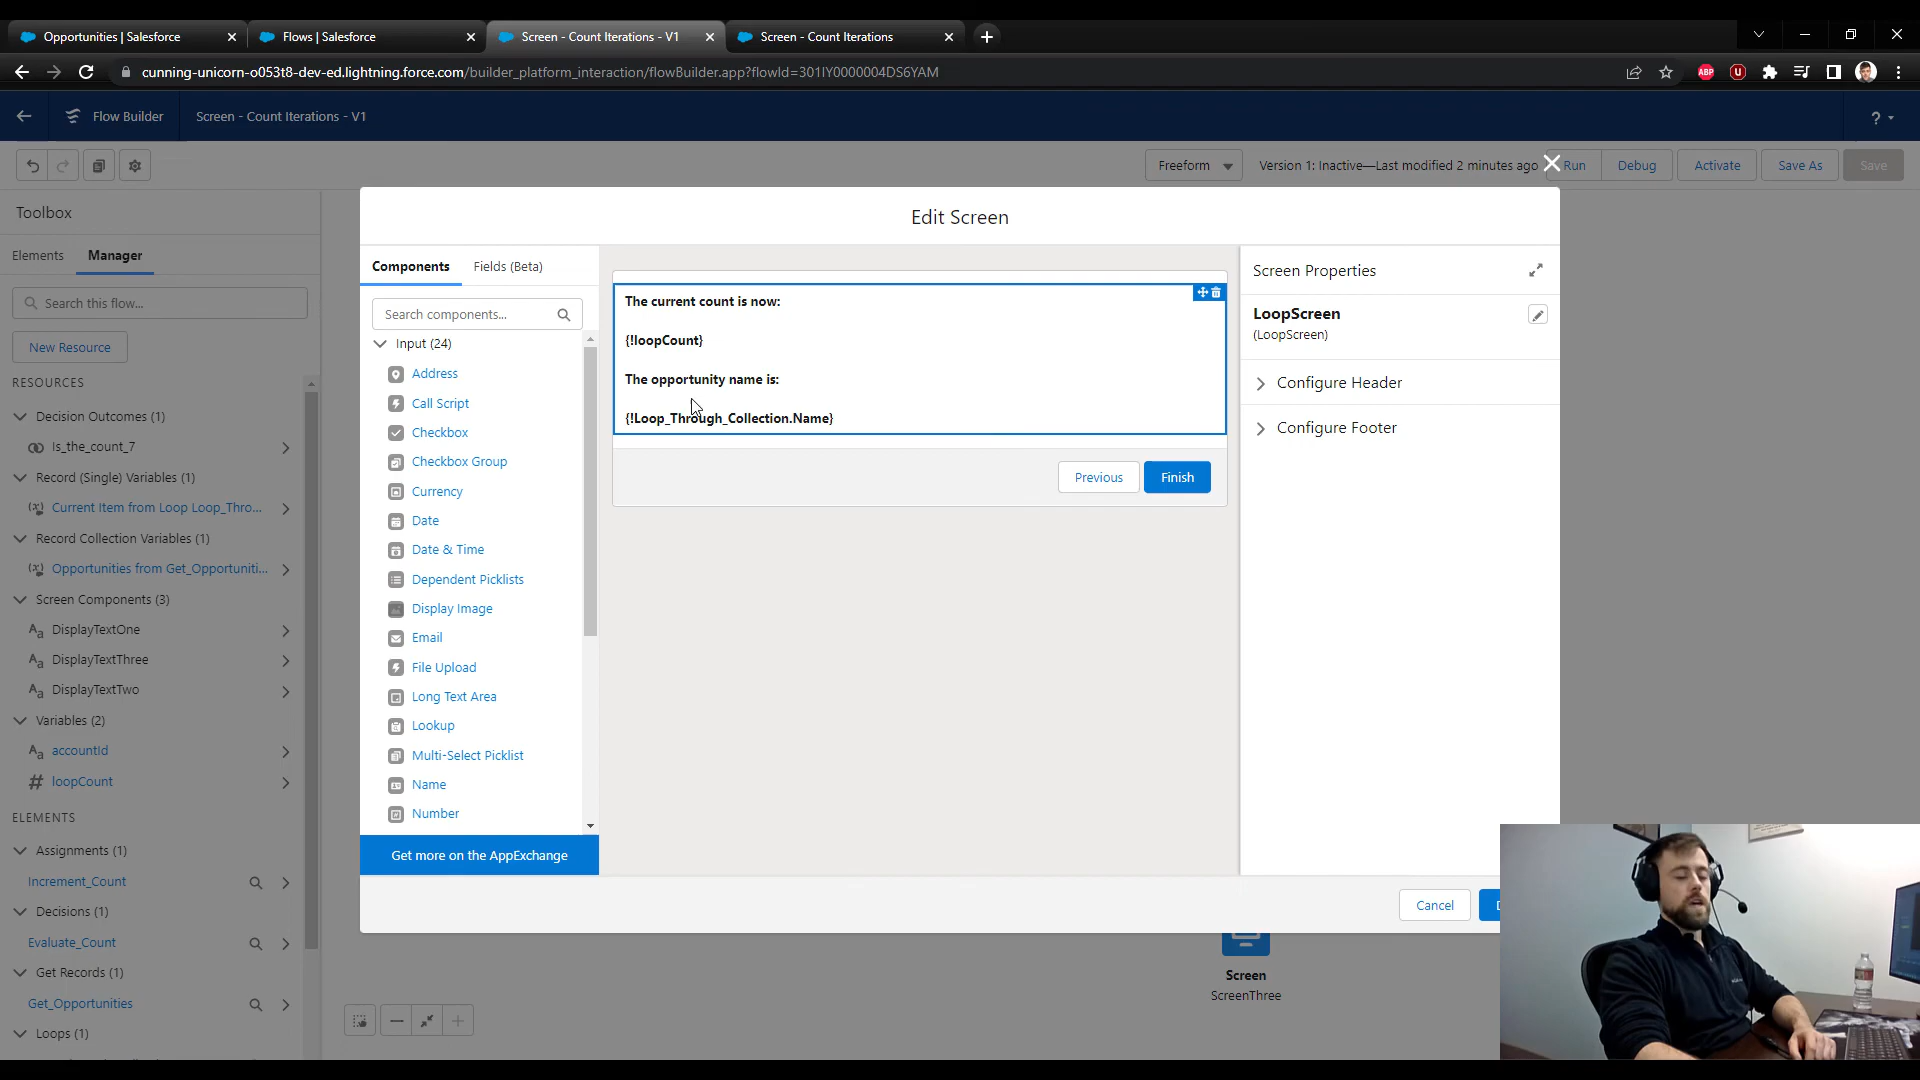 Opportunities | Salesforce
Flows | Salesforce
Screen - Count Iterations - V1
Screen - Count Iterations
cunning-unicorn-o053t8-dev-ed.lightning.force.com/builder_platform_interaction/flowBuilder.app?flowId=301IY0000004DS6YAM
ABP
Flow Builder
Screen - Count Iterations - V1
?
Freeform
Version 1: Inactive—Last modified 2 minutes ago
Run
Debug
Activate
Save As
Save
Toolbox
Elements
Manager
Search this flow...
New Resource
RESOURCES
Decision Outcomes (1)
Is_the_count_7
Record (Single) Variables (1)
Current Item from Loop Loop_Thro...
Record Collection Variables (1)
Opportunities from Get_Opportuniti...
Screen Components (3)
DisplayTextOne
DisplayTextThree
DisplayTextTwo
Variables (2)
accountId
loopCount
ELEMENTS
Assignments (1)
Increment_Count
Decisions (1)
Evaluate_Count
Get Records (1)
Get_Opportunities
Loops (1)
Edit Screen
Components
Fields (Beta)
Search components...
Input (24)
Address
Call Script
Checkbox
Checkbox Group
Currency
Date
Date & Time
Dependent Picklists
Display Image
Email
File Upload
Long Text Area
Lookup
Multi-Select Picklist
Name
Number
Get more on the AppExchange
The current count is now:
{!loopCount}
The opportunity name is:
{!Loop_Through_Collection.Name}
Previous
Finish
Screen Properties
LoopScreen
(LoopScreen)
Configure Header
Configure Footer
Cancel
Screen
ScreenThree